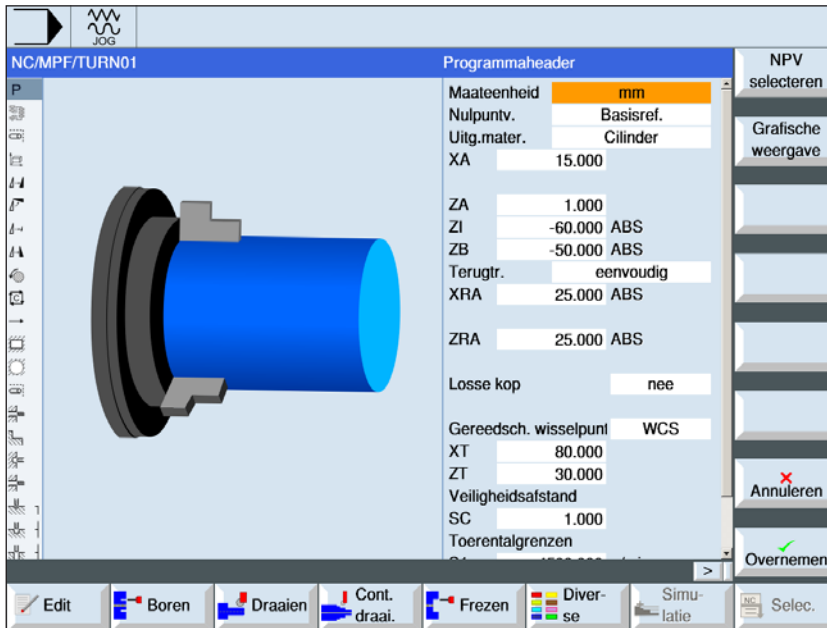 JOG
NC/MPF/TURN01
Programmaheader
P
Maateenheid mm
Nulpuntv. Basisref.
Uitg.mater. Cilinder
XA 15.000
ZA 1.000
ZI -60.000 ABS
ZB -50.000 ABS
Terugtr. eenvoudig
XRA 25.000 ABS
ZRA 25.000 ABS
Losse kop nee
Gereedsch. wisselpunt WCS
XT 80.000
ZT 30.000
Veiligheidsafstand
SC 1.000
Toerentalgrenzen
NPV
selecteren
Grafische
weergave
Annuleren
Overnemen
>
Edit
Boren
Draaien
Cont.
draai.
Frezen
Diver-
se
Simu-
latie
NC
Selec.